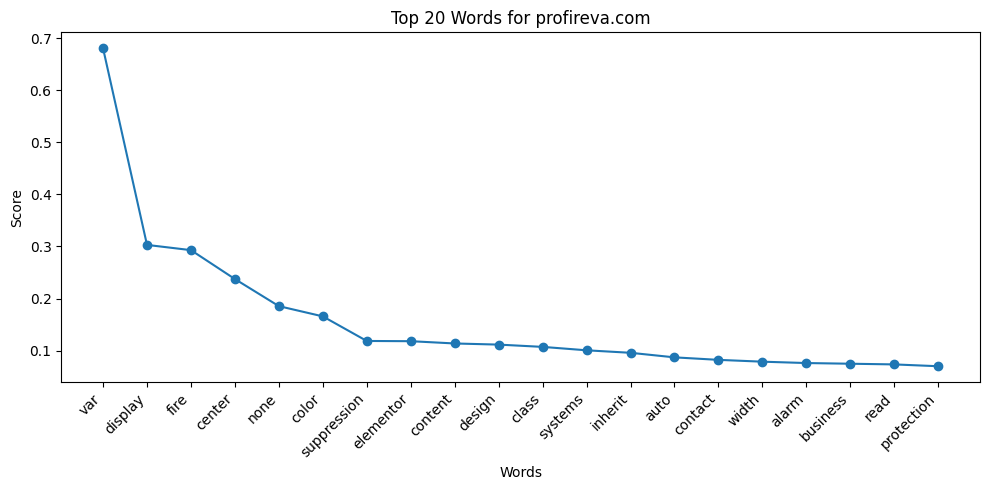 Top 20 Words for profireva.com
Score
0.7
0.6
0.5
0.4
0.3
0.2
0.1
var
display
fire
center
none
color
suppression
elementor
content
design
class
systems
inherit
auto
contact
width
alarm
business
read
protection
Words